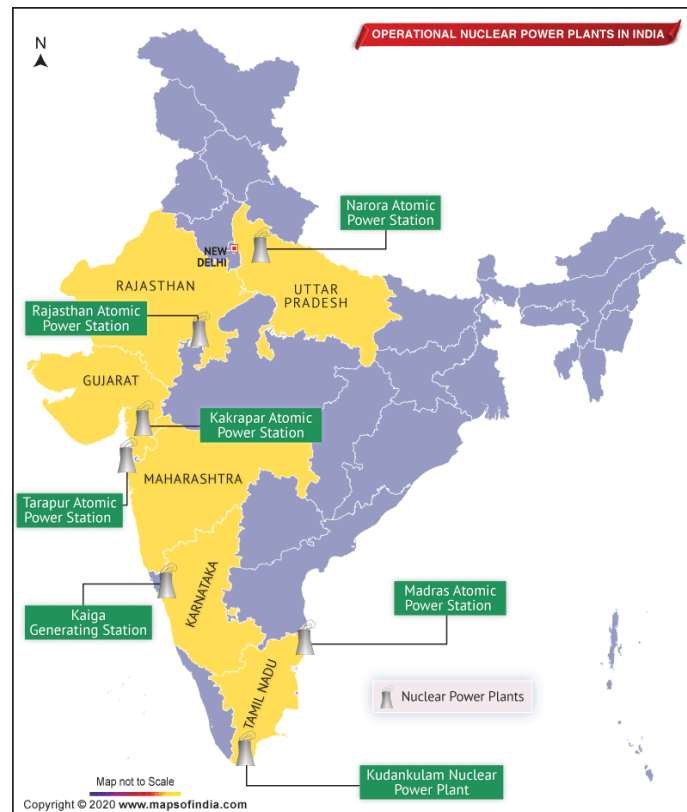 OPERATIONAL NUCLEAR POWER PLANTS IN INDIA
N
Narora Atomic
Power Station
NEW
DELHI
RAJASTHAN
UTTAR
PRADESH
Rajasthan Atomic
Power Station
GUJARAT
Kakrapar Atomic
Power Station
MAHARASHTRA
Tarapur Atomic
Power Station
KARNATAKA
Madras Atomic
Power Station
Kaiga
Generating Station
TAMIL NADU
Nuclear Power Plants
Kudankulam Nuclear
Power Plant
Map not to Scale
Copyright © 2020 www.mapsofindia.com